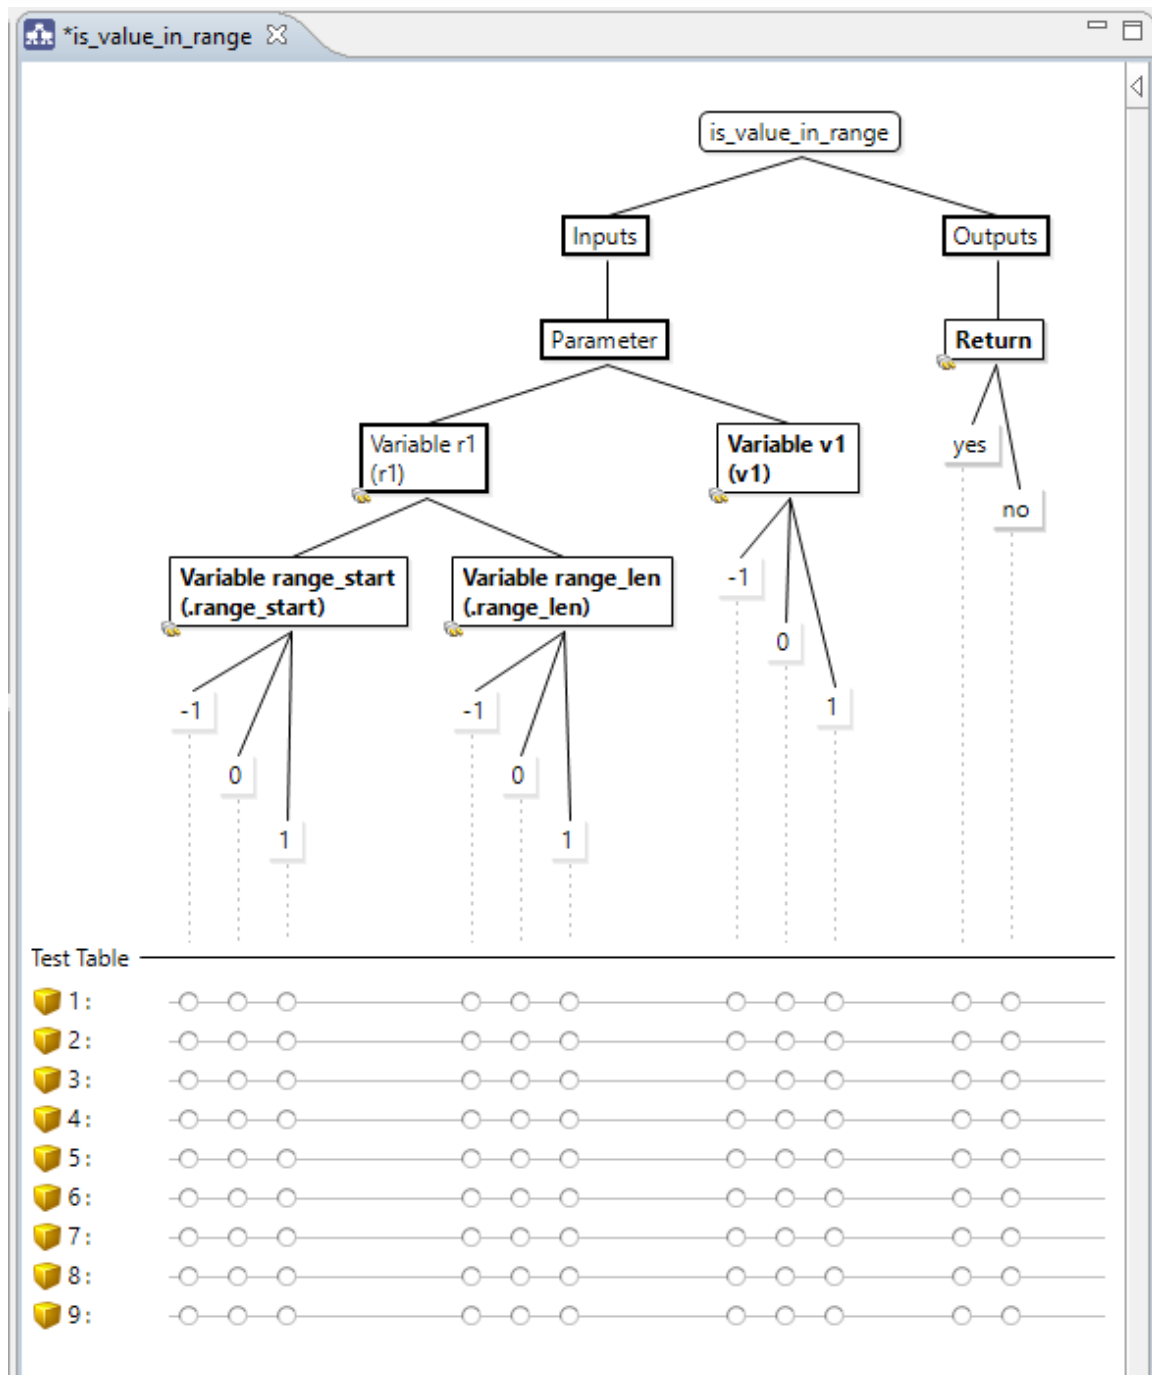 *is_value_in_range
is_value_in_range
Inputs
Outputs
Parameter
Return
Variable r1
(r1)
Variable v1
(v1)
yes
no
Variable range_start
(.range_start)
Variable range_len
(.range_len)
-1
0
1
-1
0
1
-1
0
1
Test Table
1:
2:
3:
4:
5:
6:
7:
8:
9: